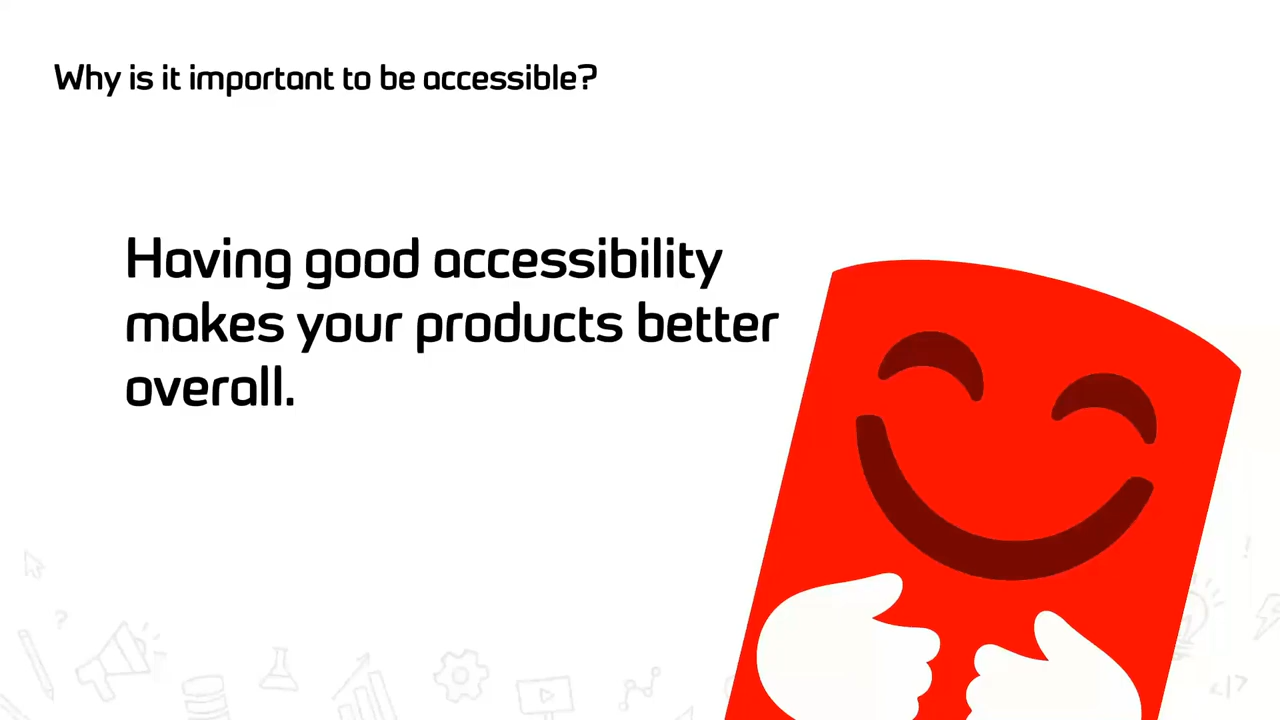 Why is it important to be accessible?
Having good accessibility
makes your products better
overall.